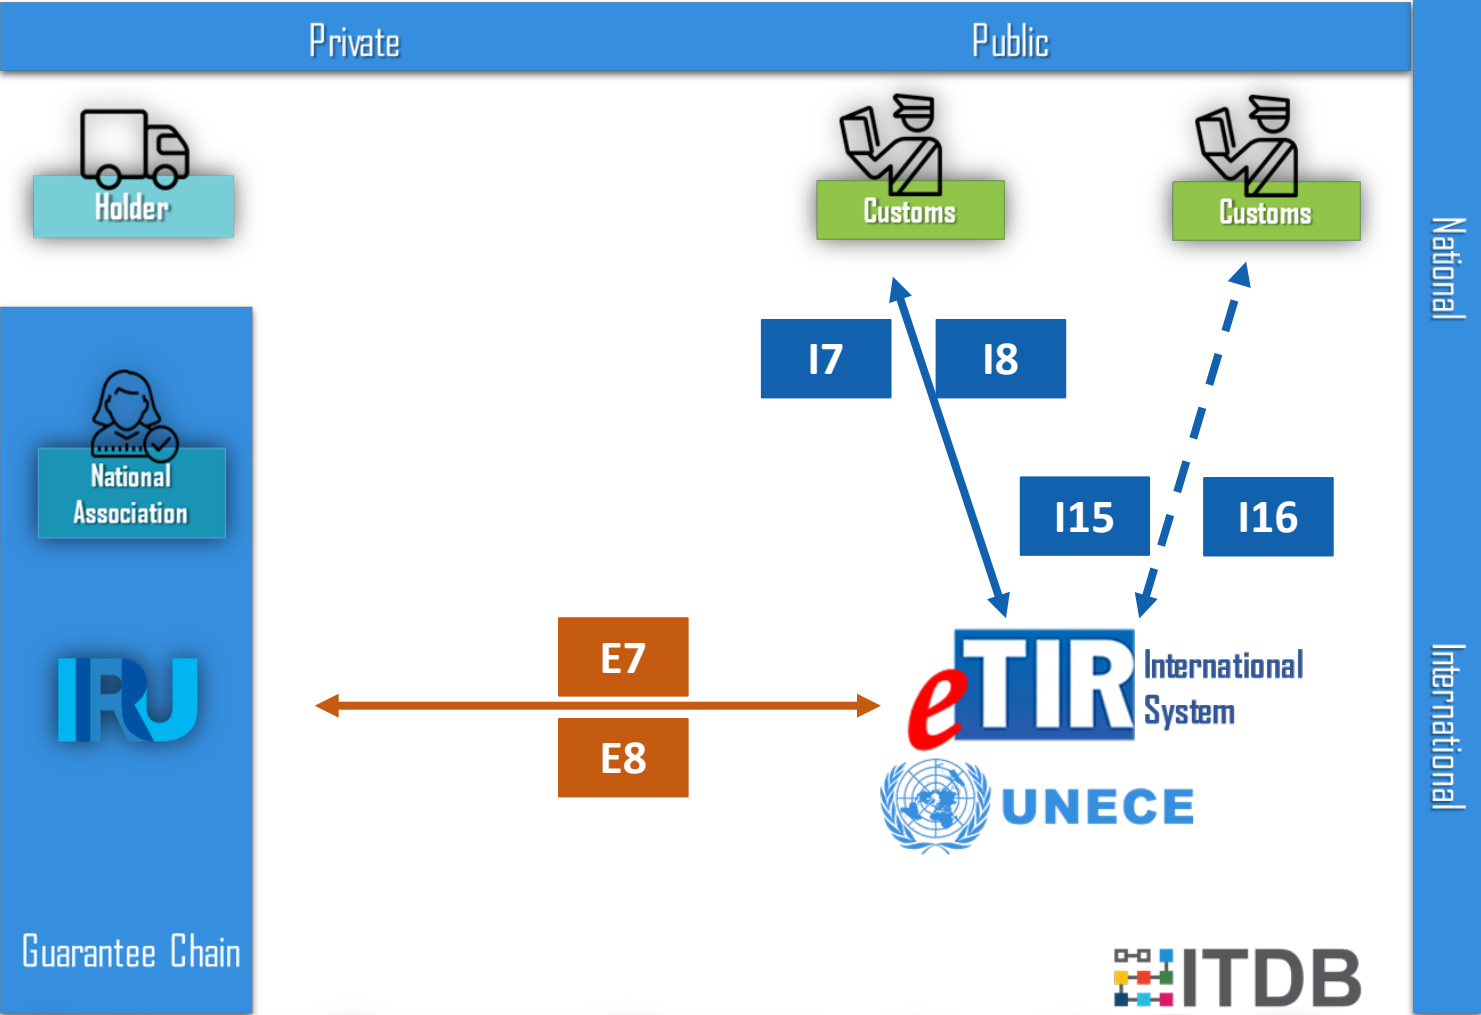 Private
Public
Holder
Customs
Customs
National
I7
I8
National
Association
I15
I16
E7
E8
IRU
eTIR
International
System
UNECE
International
Guarantee Chain
ITDB